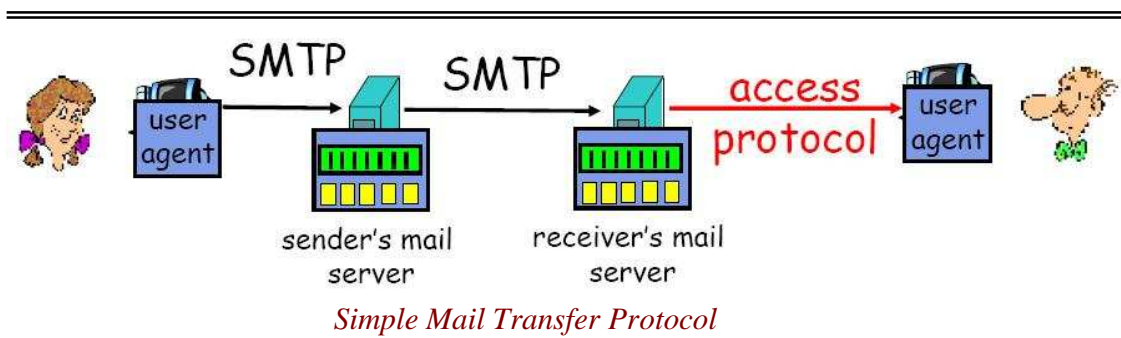 SMTP
SMTP
access
protocol
user
agent
user
agent
sender's mail
server
receiver's mail
server
Simple Mail Transfer Protocol